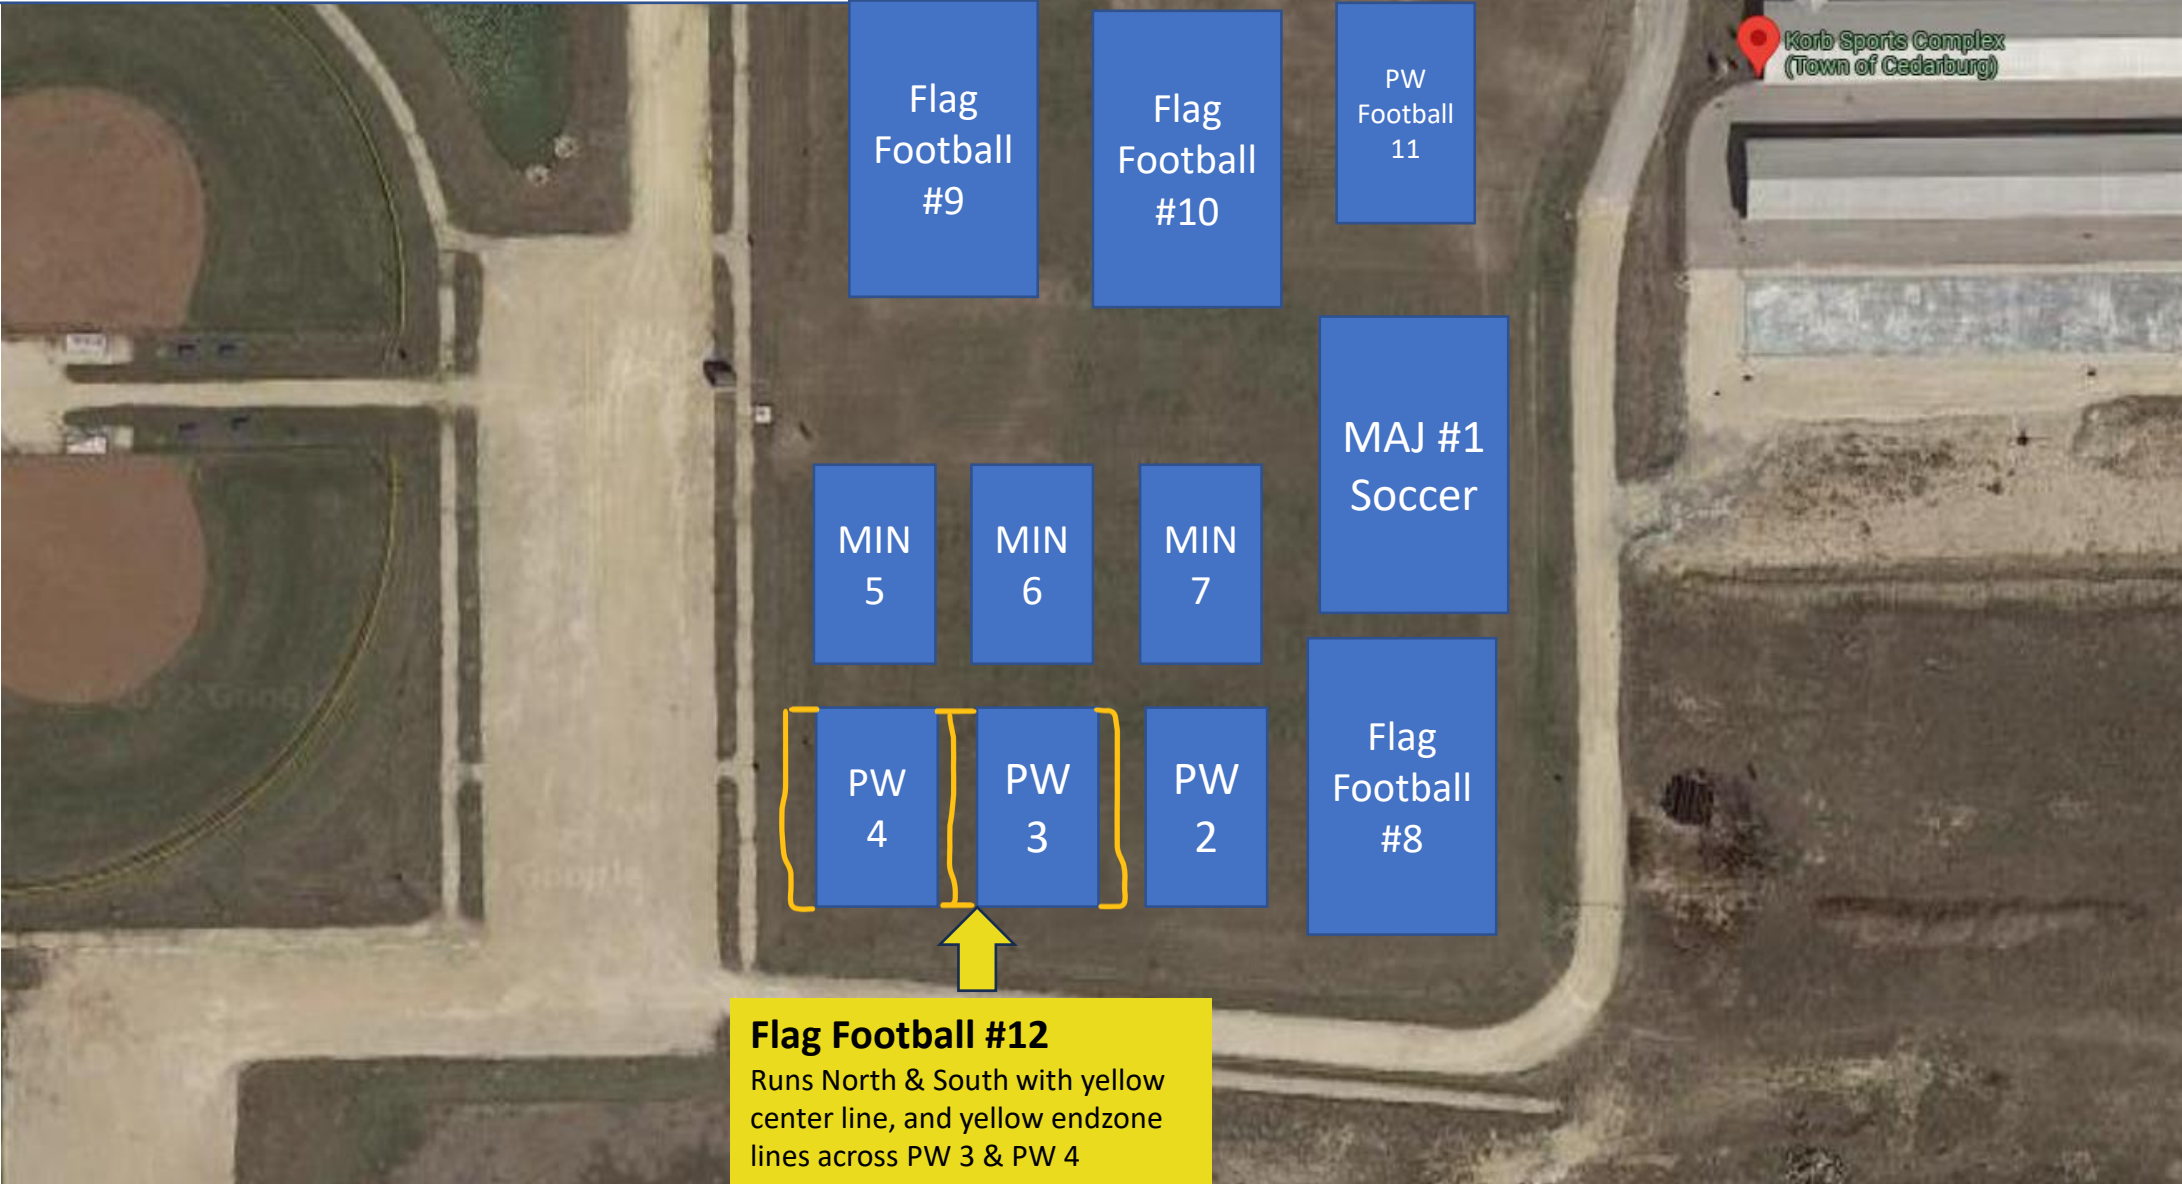 Flag
Football
#9
Flag
Football
#10
PW
Football
11
Korb Sports Complex
(Town of Cedarburg)
MAJ #1
Soccer
MIN
5
MIN
6
MIN
7
PW
4
PW
3
PW
2
Flag
Football
#8
Google
Flag Football #12
Runs North & South with yellow
center line, and yellow endzone
lines across PW 3 & PW 4